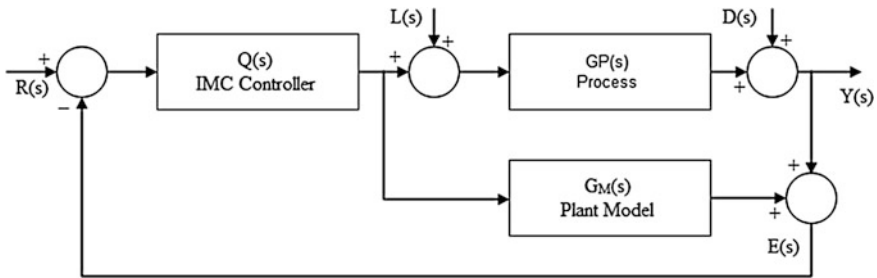 L(s)
D(s)
+
+
+
Q(s)
IMC Controller
+
GP(s)
Process
+
R(s)
−
Y(s)
+
GM(s)
Plant Model
+
E(s)